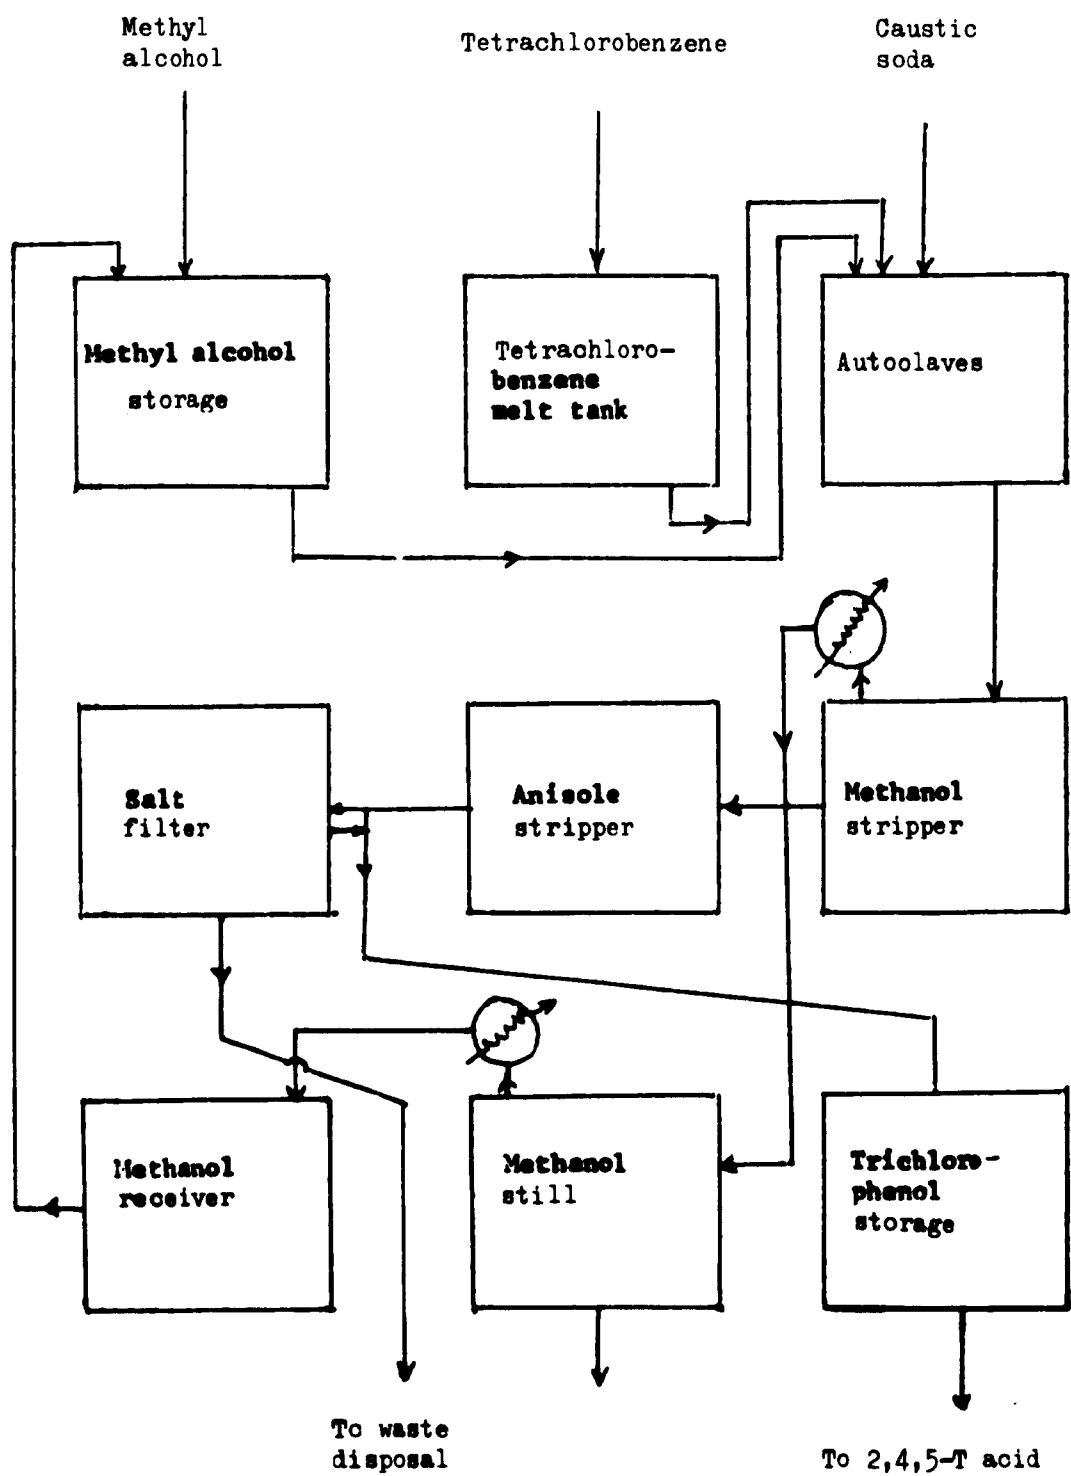 Methyl
alcohol
Tetrachlorobenzene
Caustic
soda
Methyl alcohol
storage
Tetrachloro-
benzene
melt tank
Autoclaves
Salt
filter
Anisole
stripper
Methanol
stripper
Methanol
receiver
Methanol
still
Trichloro-
phenol
storage
To waste
disposal
To 2,4,5-T acid